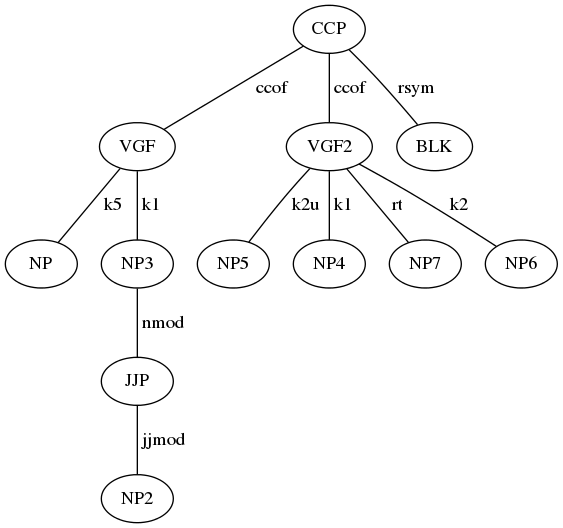 CCP
ccof ccof rsym
VGF VGF2 BLK
k5 k1 k2u k1 rt k2
NP NP3 NP5 NP4 NP7 NP6
nmod
JJP
jjmod
NP2